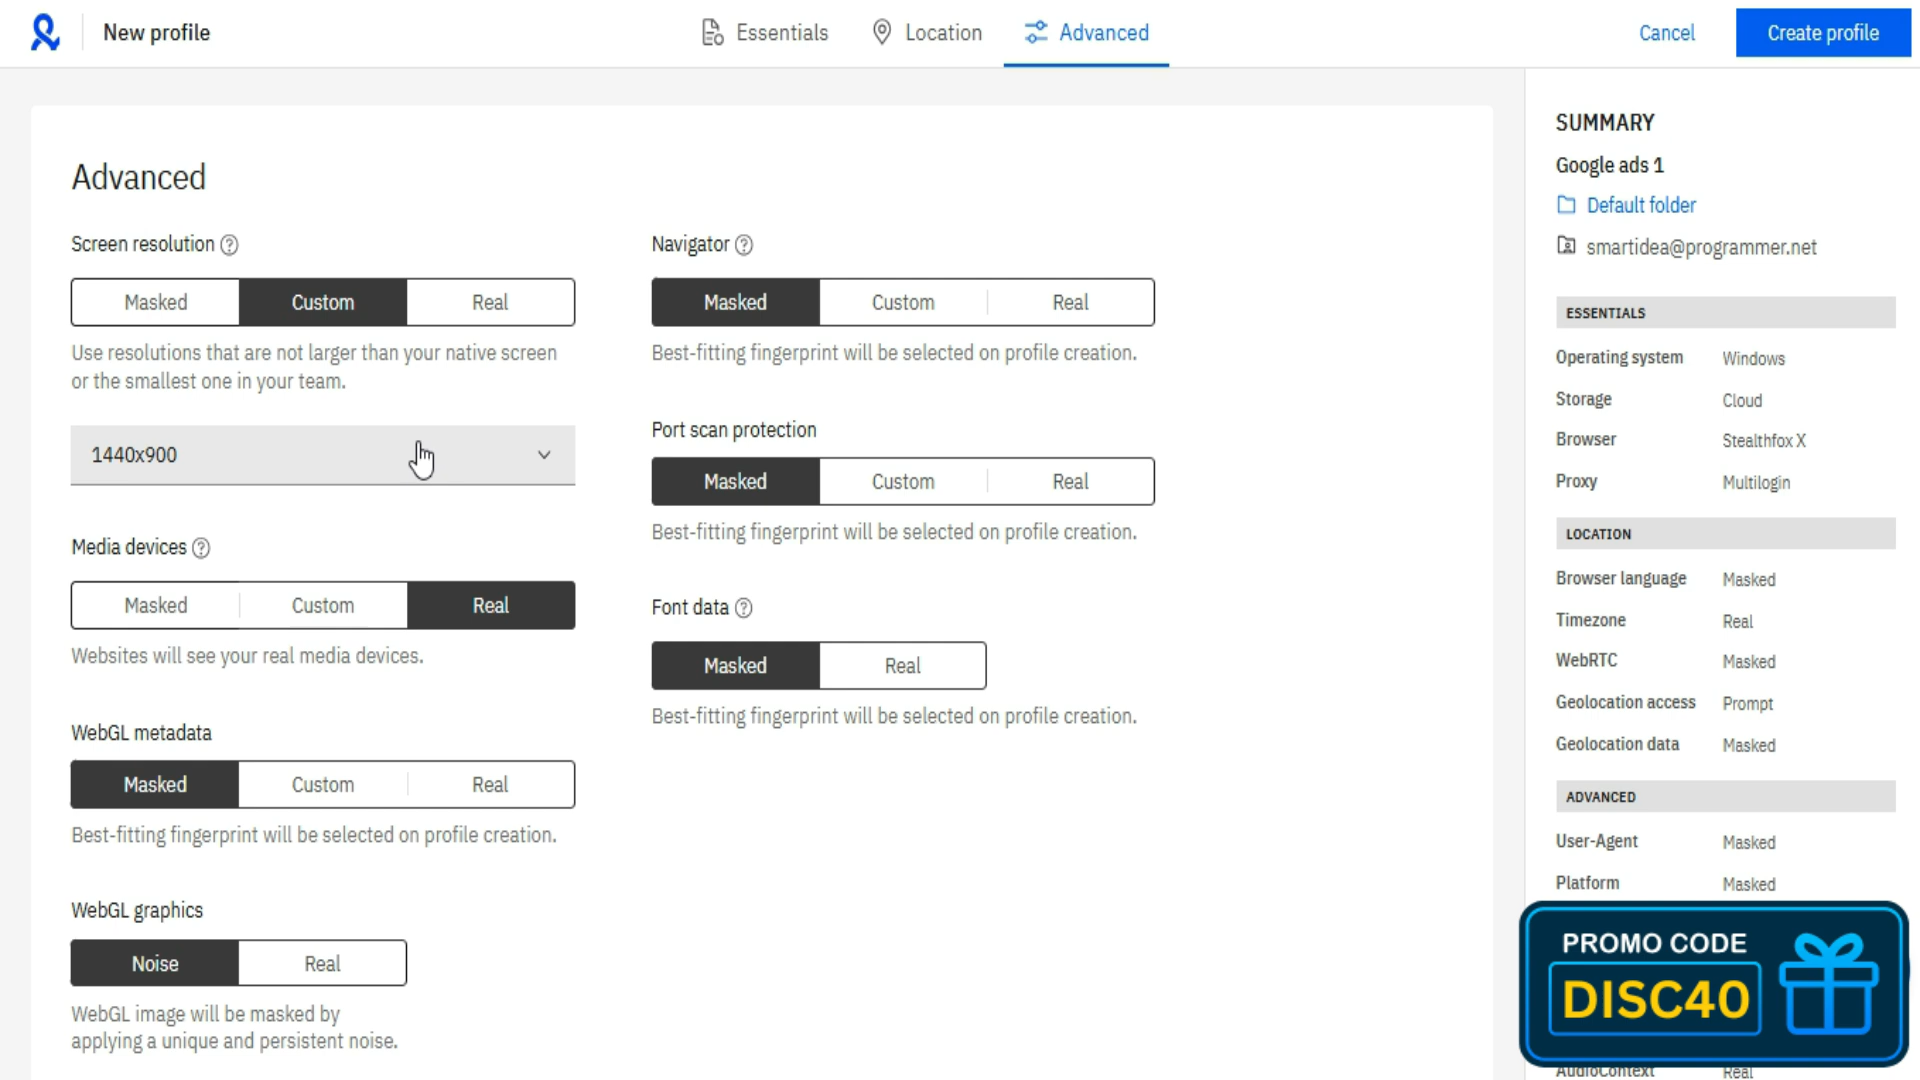 New profile
Essentials
Location
Advanced
Cancel
Create profile
Advanced
Screen resolution
Masked
Custom
Real
Use resolutions that are not larger than your native screen
or the smallest one in your team.
1440x900
Media devices
Masked
Custom
Real
Websites will see your real media devices.
WebGL metadata
Masked
Custom
Real
Best-fitting fingerprint will be selected on profile creation.
WebGL graphics
Noise
Real
WebGL image will be masked by
applying a unique and persistent noise.
Navigator
Masked
Custom
Real
Best-fitting fingerprint will be selected on profile creation.
Port scan protection
Masked
Custom
Real
Best-fitting fingerprint will be selected on profile creation.
Font data
Masked
Real
Best-fitting fingerprint will be selected on profile creation.
SUMMARY
Google ads 1
Default folder
smartidea@programmer.net
ESSENTIALS
Operating system Windows
Storage Cloud
Browser Stealthfox X
Proxy Multilogin
LOCATION
Browser language Masked
Timezone Real
WebRTC Masked
Geolocation access Prompt
Geolocation data Masked
ADVANCED
User-Agent Masked
Platform Masked
PROMO CODE
DISC40
AudioContext Real